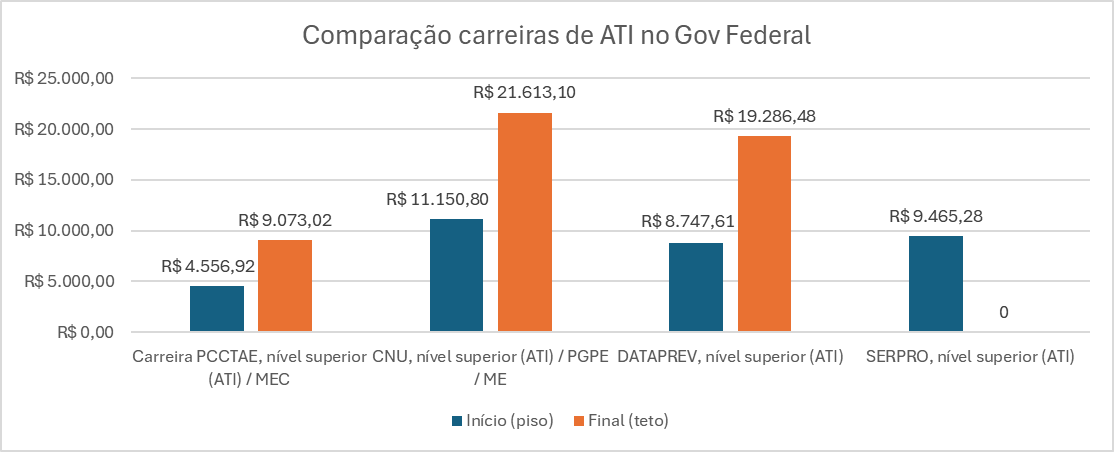 Comparação carreiras de ATI no Gov Federal
R$ 25.000,00
R$ 20.000,00
R$ 15.000,00
R$ 10.000,00
R$ 5.000,00
R$ 0,00
R$ 4.556,92
R$ 9.073,02
R$ 11.150,80
R$ 21.613,10
R$ 8.747,61
R$ 19.286,48
R$ 9.465,28
0
Carreira PCCTAE, nível superior
(ATI) / MEC
CNU, nível superior (ATI) / PGPE
/ ME
DATAPREV, nível superior (ATI)
SERPRO, nível superior (ATI)
Início (piso)
Final (teto)